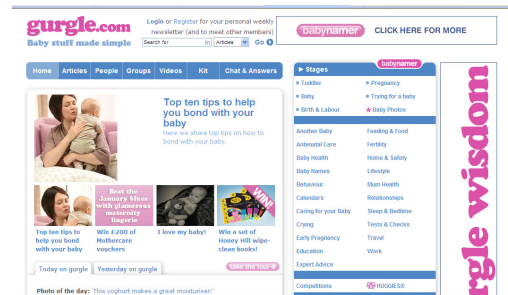 gurgle.com
Baby stuff made simple
Login or Register for your personal weekly
newsletter (and to meet other members)
Search for in Articles Go
babynamer CLICK HERE FOR MORE
Home Articles People Groups Videos Kit Chat & Answers
Top ten tips to help
you bond with your
baby
Here we share top tips on how to
bond with your baby.
Beat the
January blues
with glamorous
maternity
lingerie
WIN!
Top ten tips to
help you bond
with your baby
Win £200 of
Mothercare
vouchers
I love my baby!
Win a set of
Honey Hill wipe-
clean books!
Today on gurgle Yesterday on gurgle take the tour
Photo of the day: 'This yoghurt makes a great moisturiser!'
babynamer
Stages
Toddler Pregnancy
Baby Trying for a baby
Birth & Labour Baby Photos
Another Baby Feeding & Food
Antenatal Care Fertility
Baby Health Home & Safety
Baby Names Lifestyle
Behaviour Mum Health
Calendars Relationships
Caring for your Baby Sleep & Bedtime
Crying Tests & Checks
Early Pregnancy Travel
Education Work
Expert Advice
Competitions HUGGIES®
rgle wisdom